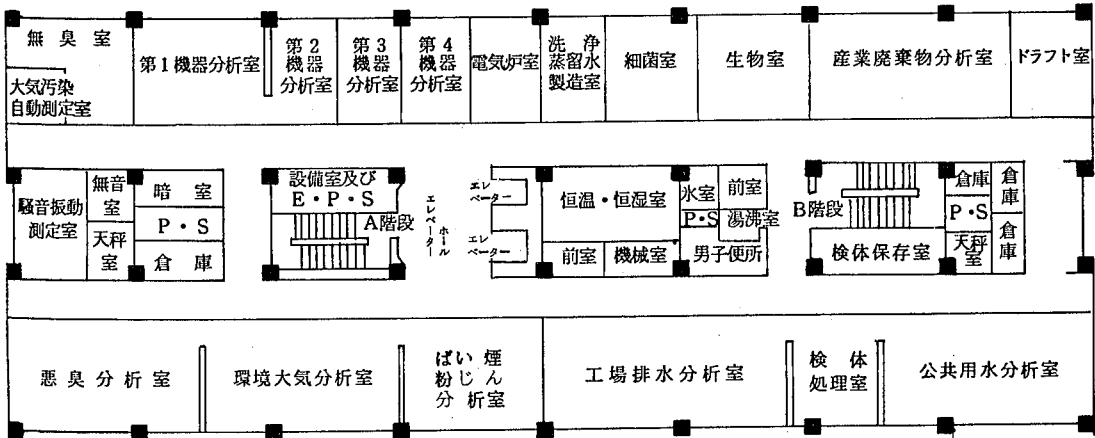 無臭室
大気汚染
自動測定室
第1機器分析室
第2
機器
分析室
第3
機器
分析室
第4
機器
分析室
電気炉室
洗浄
蒸留水
製造室
細菌室
生物室
産業廃棄物分析室
ドラフト室
騒音振動
測定室
無音
室
天秤
室
暗室
P・S
倉庫
設備室及び
E・P・S
A階段
エレベーター
ホール
エレ
ベーター
エレ
ベーター
恒温・恒湿室
前室
機械室
氷室
P・S
前室
湯沸室
男子便所
B階段
検体保存室
倉庫
P・S
天秤
室
倉庫
倉庫
悪臭分析室
環境大気分析室
ばい煙
粉じん
分析室
工場排水分析室
検体
処理室
公共用水分析室